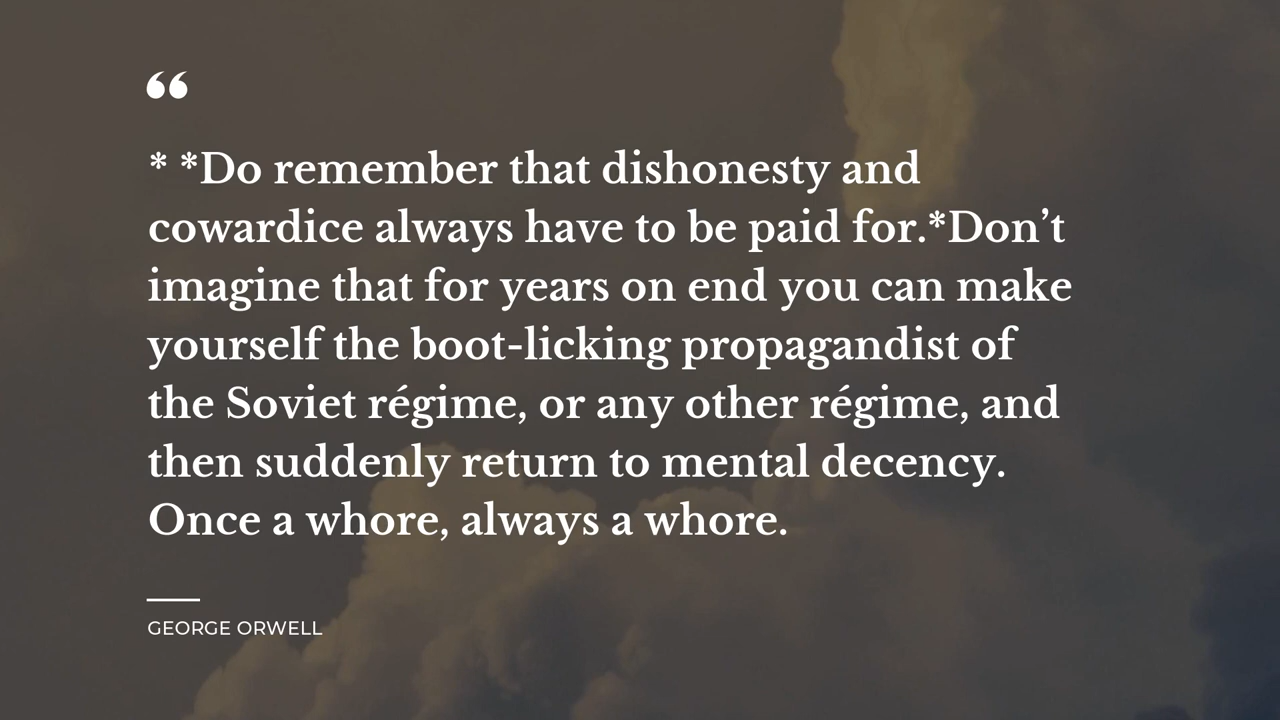 “
* *Do remember that dishonesty and
cowardice always have to be paid for.*Don’t
imagine that for years on end you can make
yourself the boot-licking propagandist of
the Soviet régime, or any other régime, and
then suddenly return to mental decency.
Once a whore, always a whore.
GEORGE ORWELL